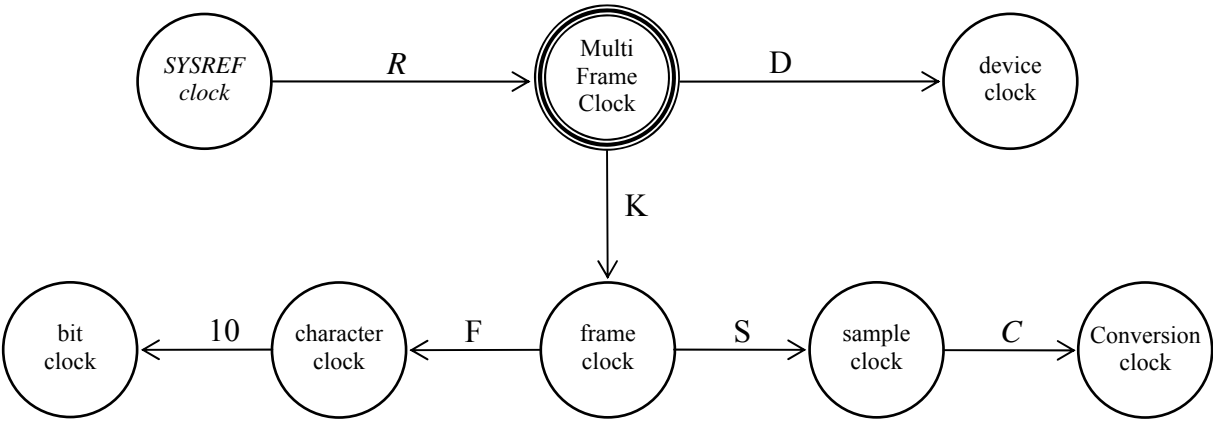 SYSREF
clock
R
Multi
Frame
Clock
D
device
clock
K
bit
clock
10
character
clock
F
frame
clock
S
sample
clock
C
Conversion
clock